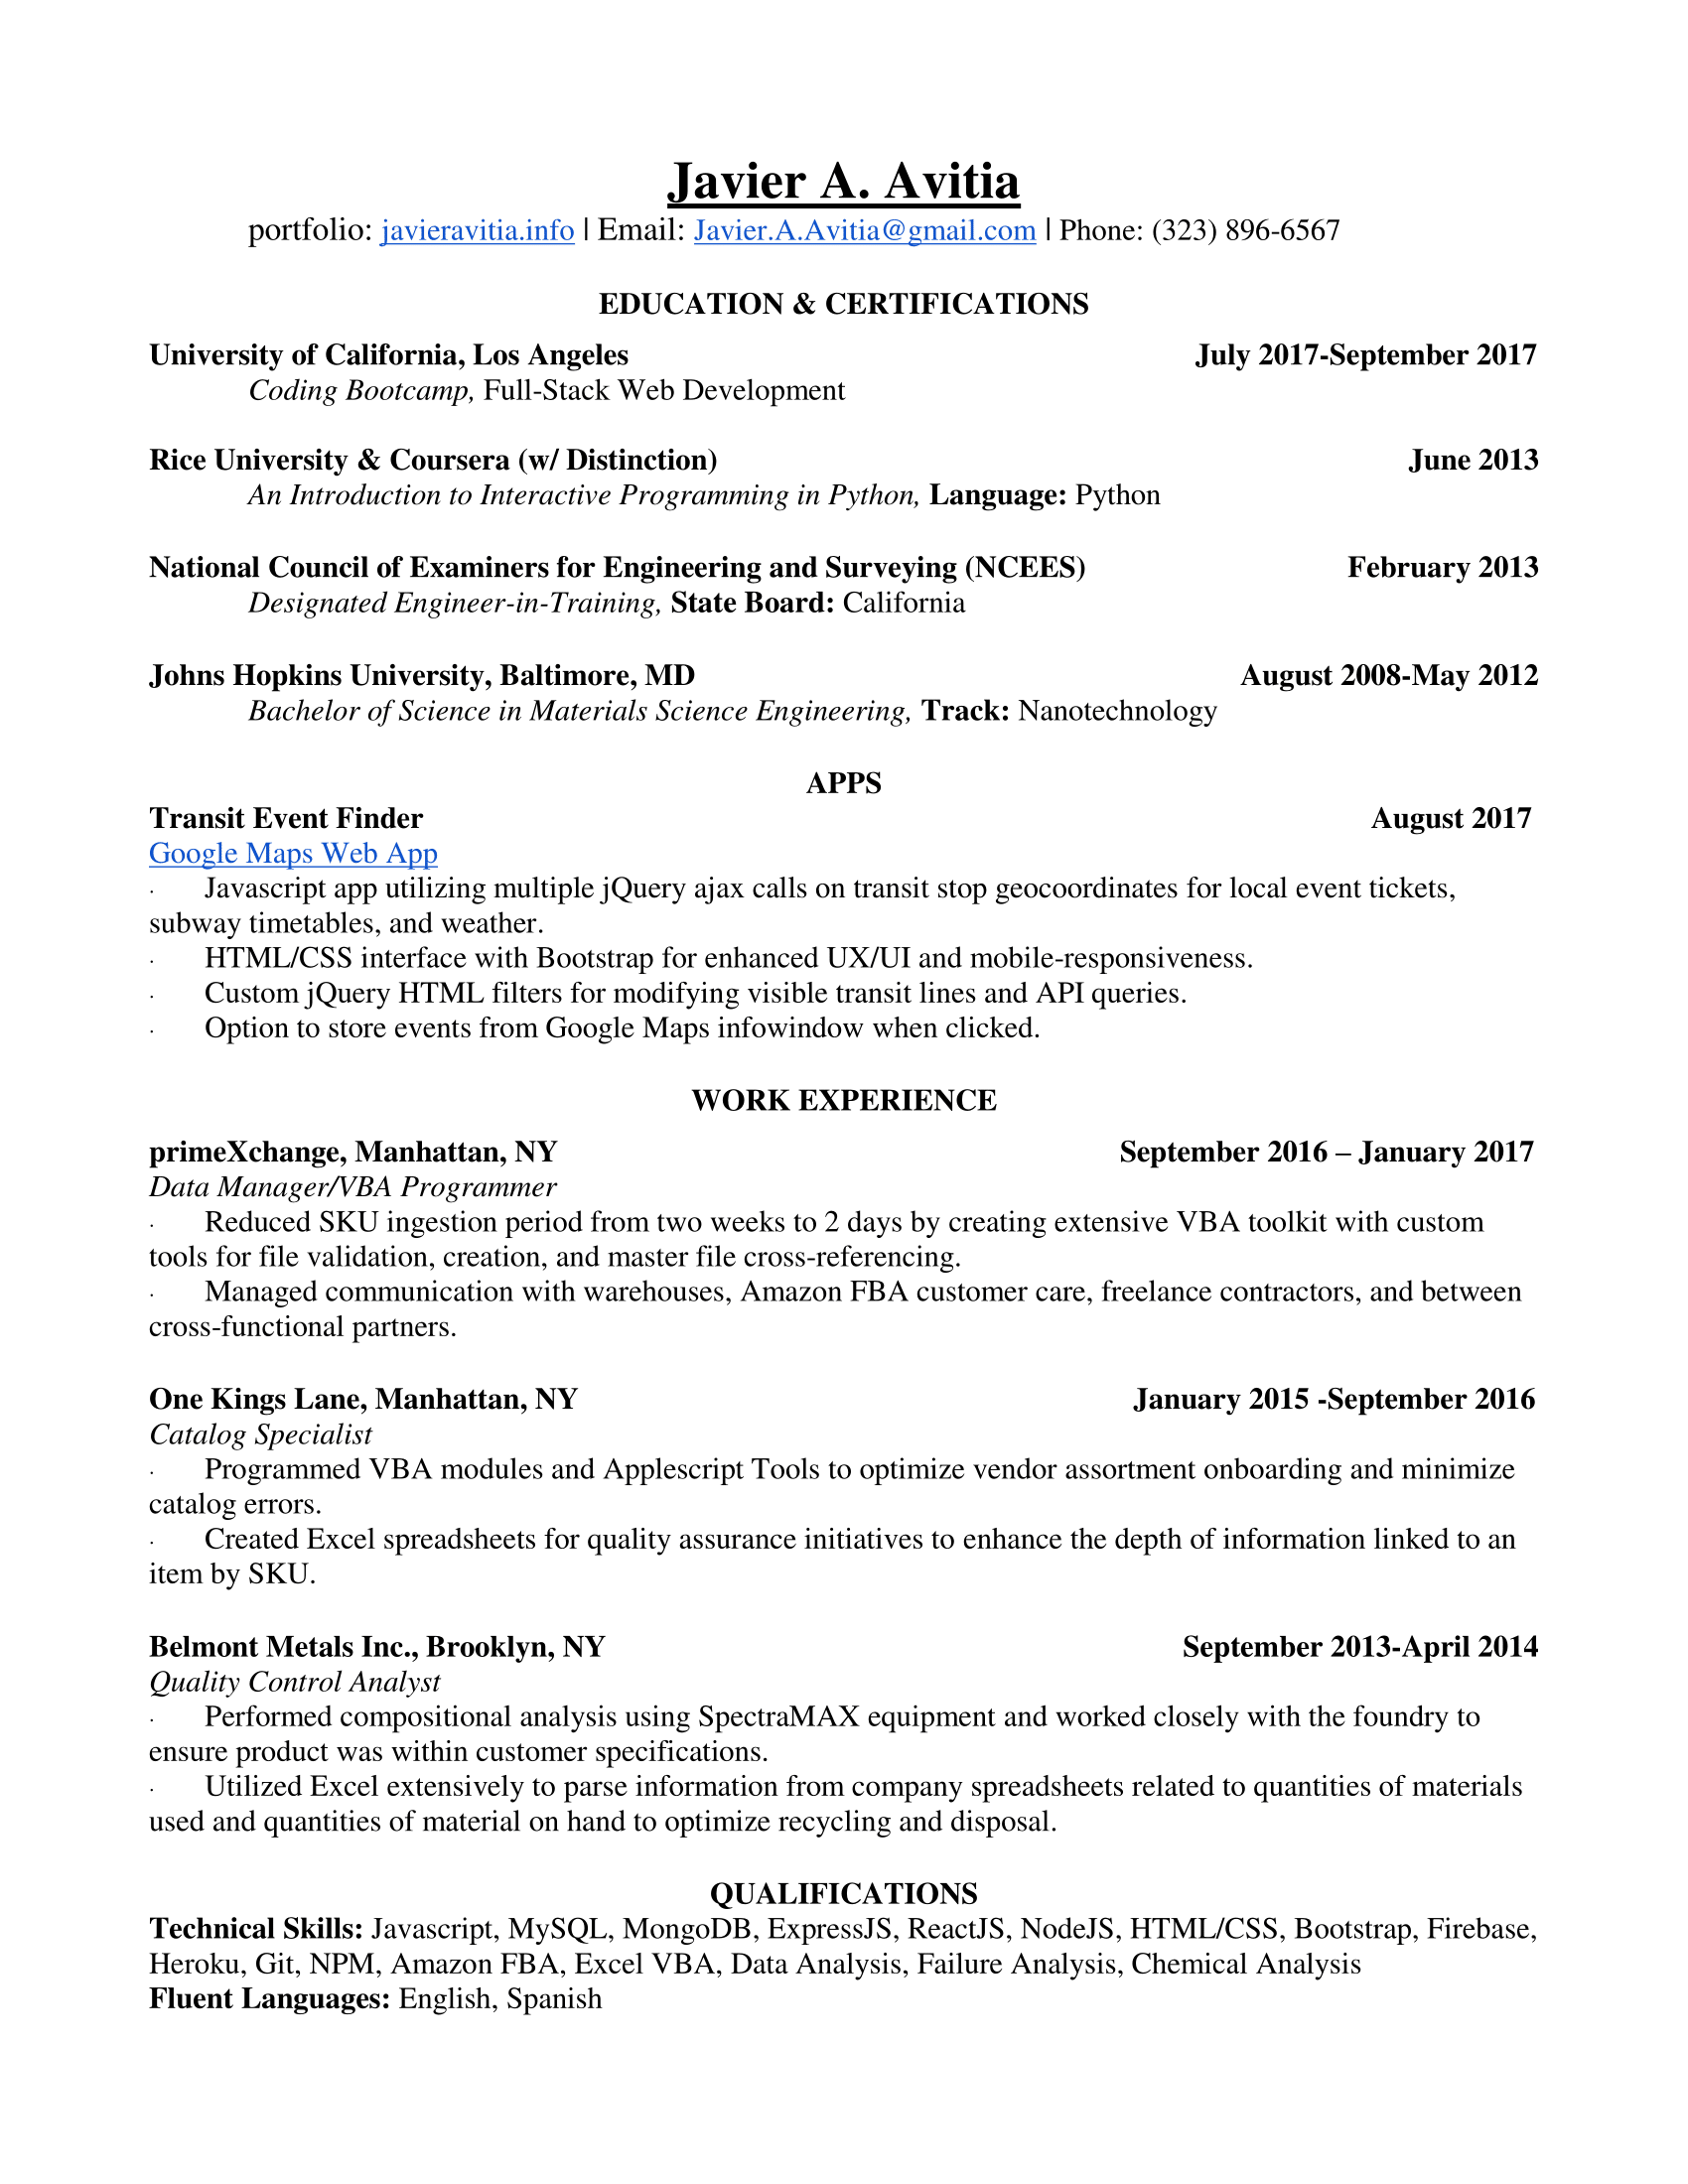 Javier A. Avitia
portfolio: javieravitia.info | Email: Javier.A.Avitia@gmail.com | Phone: (323) 896-6567
EDUCATION & CERTIFICATIONS
University of California, Los Angeles July 2017-September 2017
Coding Bootcamp, Full-Stack Web Development
Rice University & Coursera (w/ Distinction) June 2013
An Introduction to Interactive Programming in Python, Language: Python
National Council of Examiners for Engineering and Surveying (NCEES) February 2013
Designated Engineer-in-Training, State Board: California
Johns Hopkins University, Baltimore, MD August 2008-May 2012
Bachelor of Science in Materials Science Engineering, Track: Nanotechnology
APPS
Transit Event Finder August 2017
Google Maps Web App
· Javascript app utilizing multiple jQuery ajax calls on transit stop geocoordinates for local event tickets,
subway timetables, and weather.
· HTML/CSS interface with Bootstrap for enhanced UX/UI and mobile-responsiveness.
· Custom jQuery HTML filters for modifying visible transit lines and API queries.
· Option to store events from Google Maps infowindow when clicked.
WORK EXPERIENCE
primeXchange, Manhattan, NY September 2016 – January 2017
Data Manager/VBA Programmer
· Reduced SKU ingestion period from two weeks to 2 days by creating extensive VBA toolkit with custom
tools for file validation, creation, and master file cross-referencing.
· Managed communication with warehouses, Amazon FBA customer care, freelance contractors, and between
cross-functional partners.
One Kings Lane, Manhattan, NY January 2015 -September 2016
Catalog Specialist
· Programmed VBA modules and Applescript Tools to optimize vendor assortment onboarding and minimize
catalog errors.
· Created Excel spreadsheets for quality assurance initiatives to enhance the depth of information linked to an
item by SKU.
Belmont Metals Inc., Brooklyn, NY September 2013-April 2014
Quality Control Analyst
· Performed compositional analysis using SpectraMAX equipment and worked closely with the foundry to
ensure product was within customer specifications.
· Utilized Excel extensively to parse information from company spreadsheets related to quantities of materials
used and quantities of material on hand to optimize recycling and disposal.
QUALIFICATIONS
Technical Skills: Javascript, MySQL, MongoDB, ExpressJS, ReactJS, NodeJS, HTML/CSS, Bootstrap, Firebase,
Heroku, Git, NPM, Amazon FBA, Excel VBA, Data Analysis, Failure Analysis, Chemical Analysis
Fluent Languages: English, Spanish